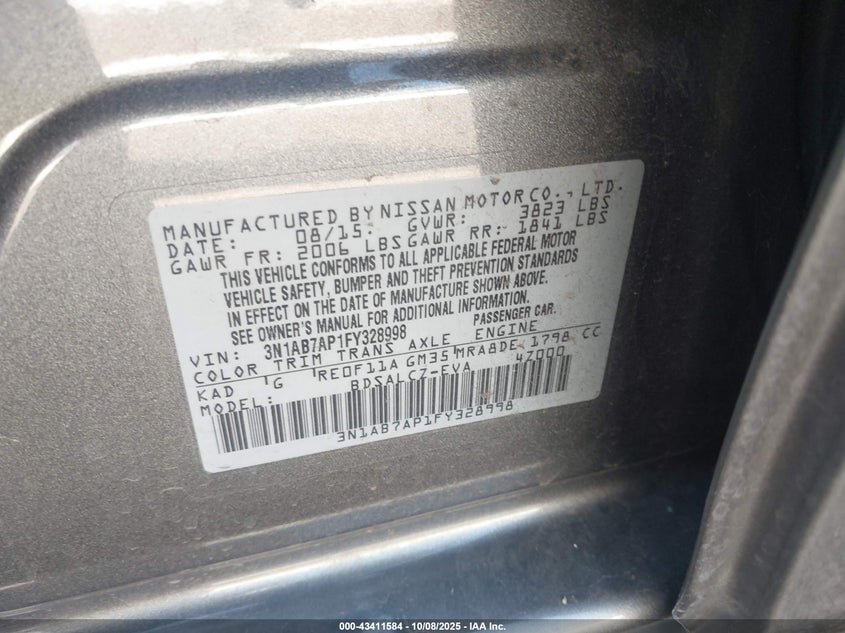 MANUFACTURED BY NISSAN MOTOR CO., LTD.
DATE: 08/15 GVWR: 3823 LBS
GAWR FR: 2006 LBS GAWR RR: 1841 LBS
THIS VEHICLE CONFORMS TO ALL APPLICABLE FEDERAL MOTOR
VEHICLE SAFETY, BUMPER AND THEFT PREVENTION STANDARDS
IN EFFECT ON THE DATE OF MANUFACTURE SHOWN ABOVE.
SEE OWNER'S MANUAL FOR ADDITIONAL INFORMATION.
VIN: 3N1AB7AP1FY328998 PASSENGER CAR.
COLOR TRIM TRANS AXLE ENGINE
KAD G RE0F11A GM35 MRA8DE 1798 CC
MODEL: BDSALCZ-EVA 4Z000
3N1AB7AP1FY328998
000-43411584 - 10/08/2025 - IAA Inc.